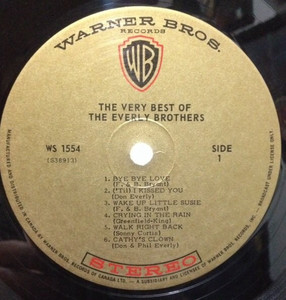 WARNER BROS.
RECORDS
WB
THE VERY BEST OF
THE EVERLY BROTHERS
WS 1554
SIDE
(S38913)
1
1. BYE BYE LOVE
(F. & B. Bryant)
2. ('Til) I KISSED YOU
(Don Everly)
3. WAKE UP LITTLE SUSIE
(F. & B. Bryant)
4. CRYING IN THE RAIN
(Greenfield-King)
5. WALK RIGHT BACK
(Sonny Curtis)
6. CATHY'S CLOWN
(Don & Phil Everly)
STEREO